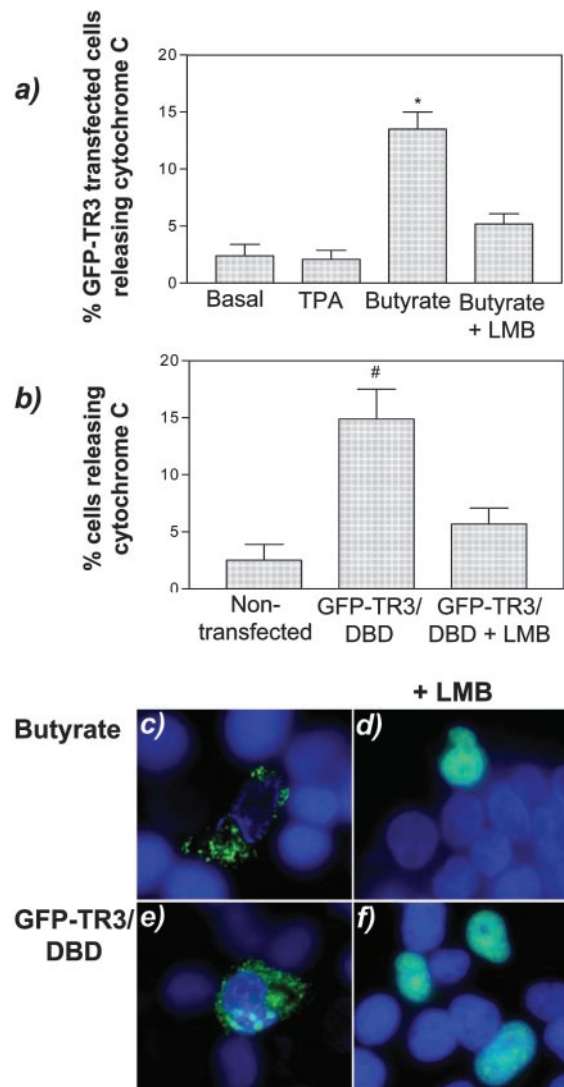 a)
% GFP-TR3 transfected cells
releasing cytochrome C
20
15
10
5
0
*
Basal
TPA
Butyrate
Butyrate
+ LMB
b)
% cells releasing
cytochrome C
20
15
10
5
0
#
Non-
transfected
GFP-TR3/
DBD
GFP-TR3/
DBD + LMB
+ LMB
Butyrate
c)
d)
GFP-TR3/
DBD
e)
f)